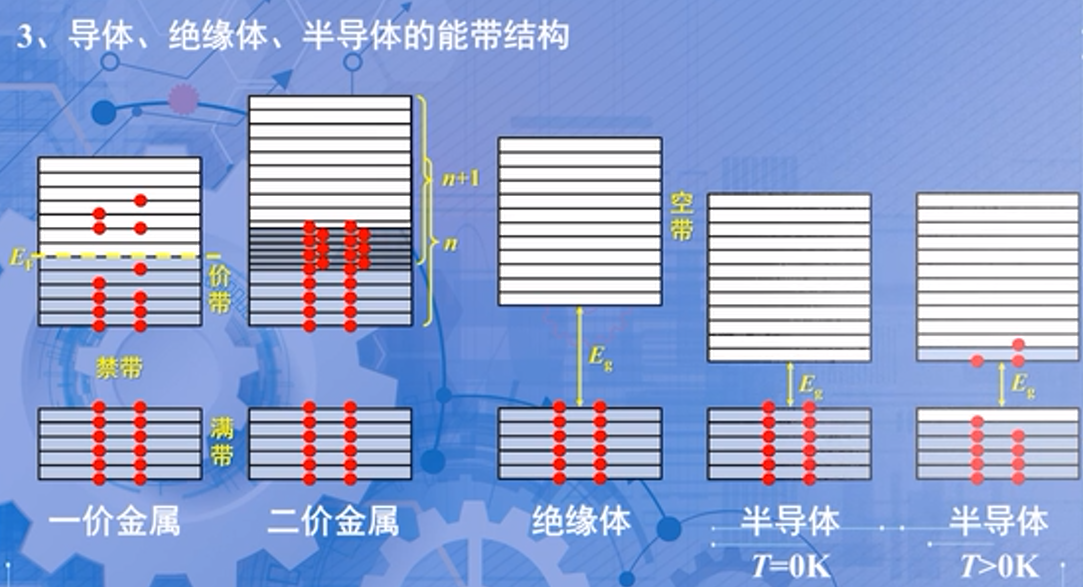 3、导体、绝缘体、半导体的能带结构
n+1
n
E_F
价带
禁带
满带
空带
E_g
E_g
E_g
一价金属
二价金属
绝缘体
半导体
T=0K
半导体
T>0K